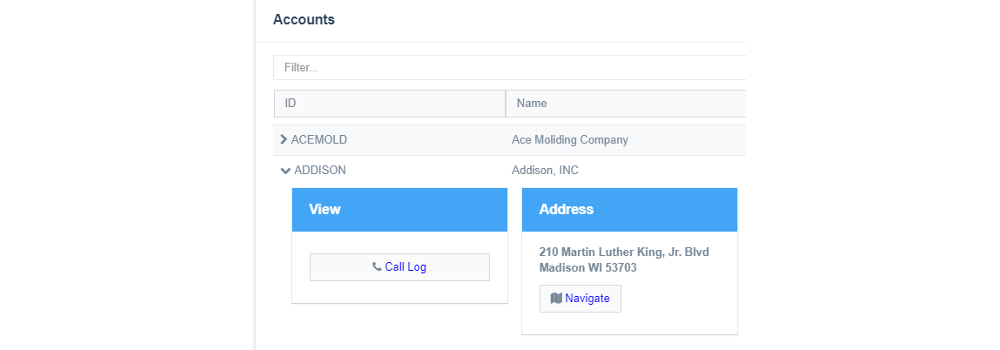 Accounts
Filter...
ID Name
ACEMOLD Ace Moliding Company
ADDISON Addison, INC
View Address
210 Martin Luther King, Jr. Blvd
Madison WI 53703
Call Log
Navigate